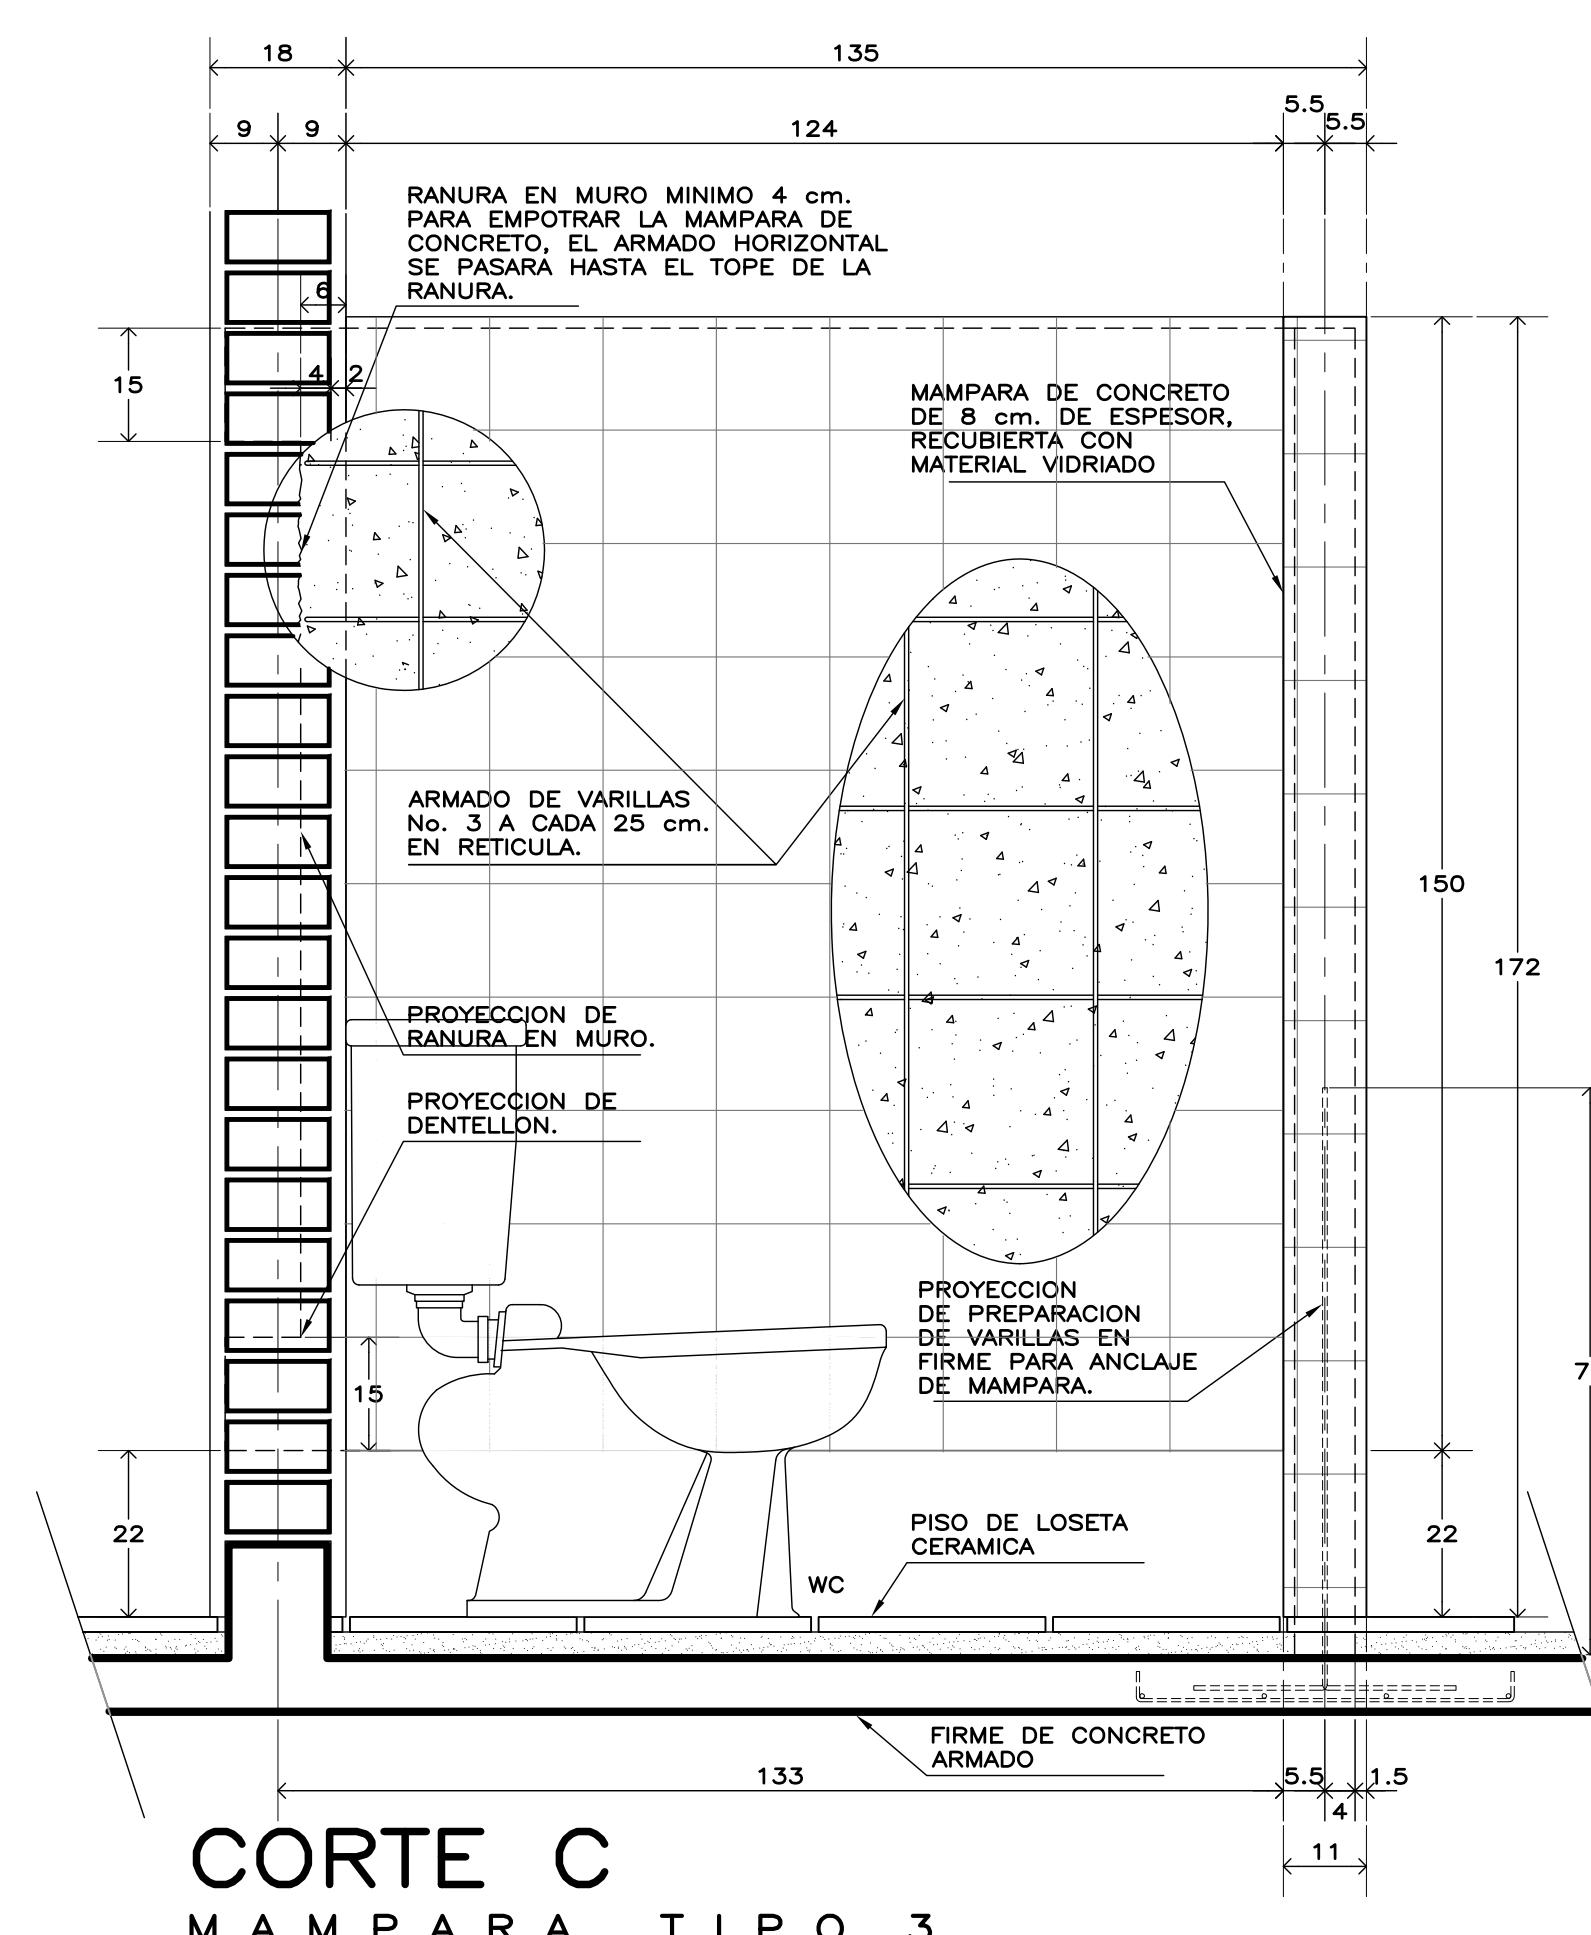 18
135
9
9
124
5.5
5.5
RANURA EN MURO MINIMO 4 cm.
PARA EMPOTRAR LA MAMPARA DE
CONCRETO, EL ARMADO HORIZONTAL
SE PASARA HASTA EL TOPE DE LA
RANURA.
6
15
4
2
MAMPARA DE CONCRETO
DE 8 cm. DE ESPESOR,
RECUBIERTA CON
MATERIAL VIDRIADO
ARMADO DE VARILLAS
No. 3 A CADA 25 cm.
EN RETICULA.
150
172
PROYECCION DE
RANURA EN MURO.
PROYECCION DE
DENTELLON.
PROYECCION
DE PREPARACION
DE VARILLAS EN
FIRME PARA ANCLAJE
DE MAMPARA.
7
15
22
PISO DE LOSETA
CERAMICA
22
WC
FIRME DE CONCRETO
ARMADO
133
5.5
1.5
4
11
CORTE C
MAMPARA TIPO 3